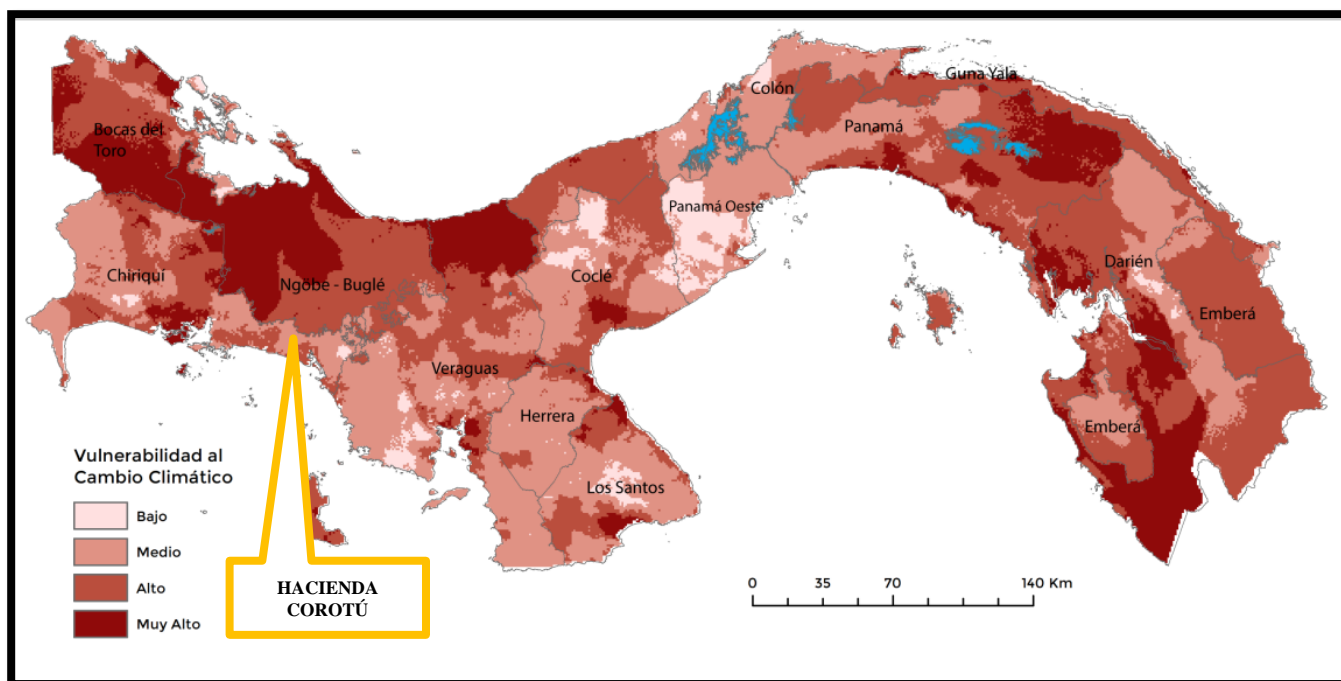 Guna Yala
Colón
Panamá
Bocas del
Toro
Panamá Oeste
Darién
Chiriquí
Ngöbe - Buglé
Coclé
Emberá
Veraguas
Herrera
Emberá
Los Santos
Vulnerabilidad al
Cambio Climático
Bajo
Medio
Alto
Muy Alto
HACIENDA
COROTÚ
0 35 70 140 Km